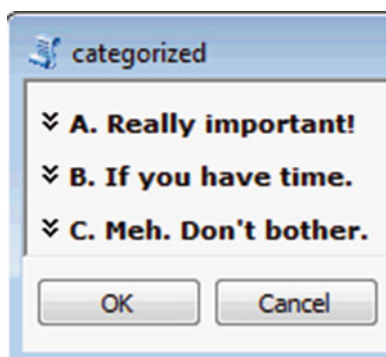 categorized
A. Really important!
B. If you have time.
C. Meh. Don't bother.
OK Cancel